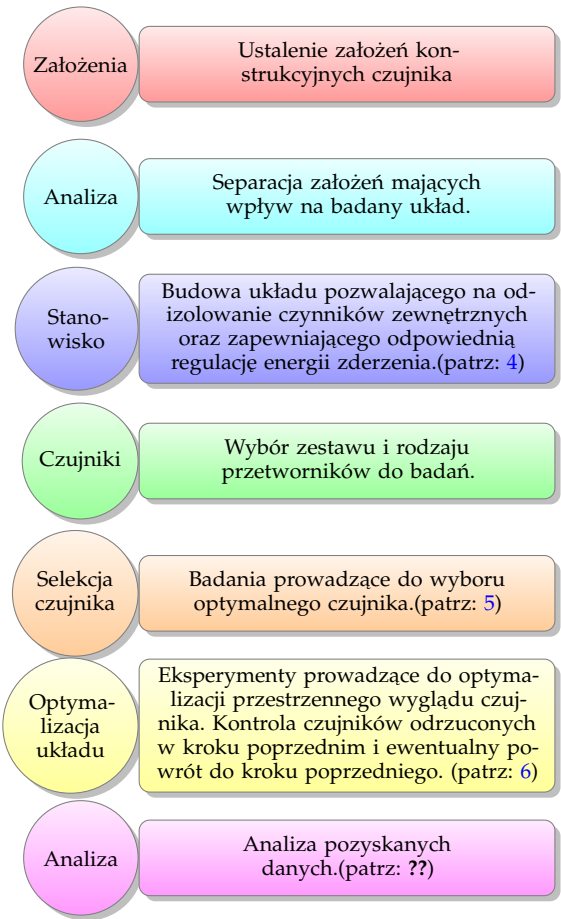 Założenia
Ustalenie założeń kon-
strukcyjnych czujnika
Analiza
Separacja założeń mających
wpływ na badany układ.
Stano-
wisko
Budowa układu pozwalającego na od-
izolowanie czynników zewnętrznych
oraz zapewniającego odpowiednią
regulację energii zderzenia.(patrz: 4)
Czujniki
Wybór zestawu i rodzaju
przetworników do badań.
Selekcja
czujnika
Badania prowadzące do wyboru
optymalnego czujnika.(patrz: 5)
Optyma-
lizacja
układu
Eksperymenty prowadzące do optyma-
lizacji przestrzennego wyglądu czuj-
nika. Kontrola czujników odrzuconych
w kroku poprzednim i ewentualny po-
wrót do kroku poprzedniego. (patrz: 6)
Analiza
Analiza pozyskanych
danych.(patrz: ??)